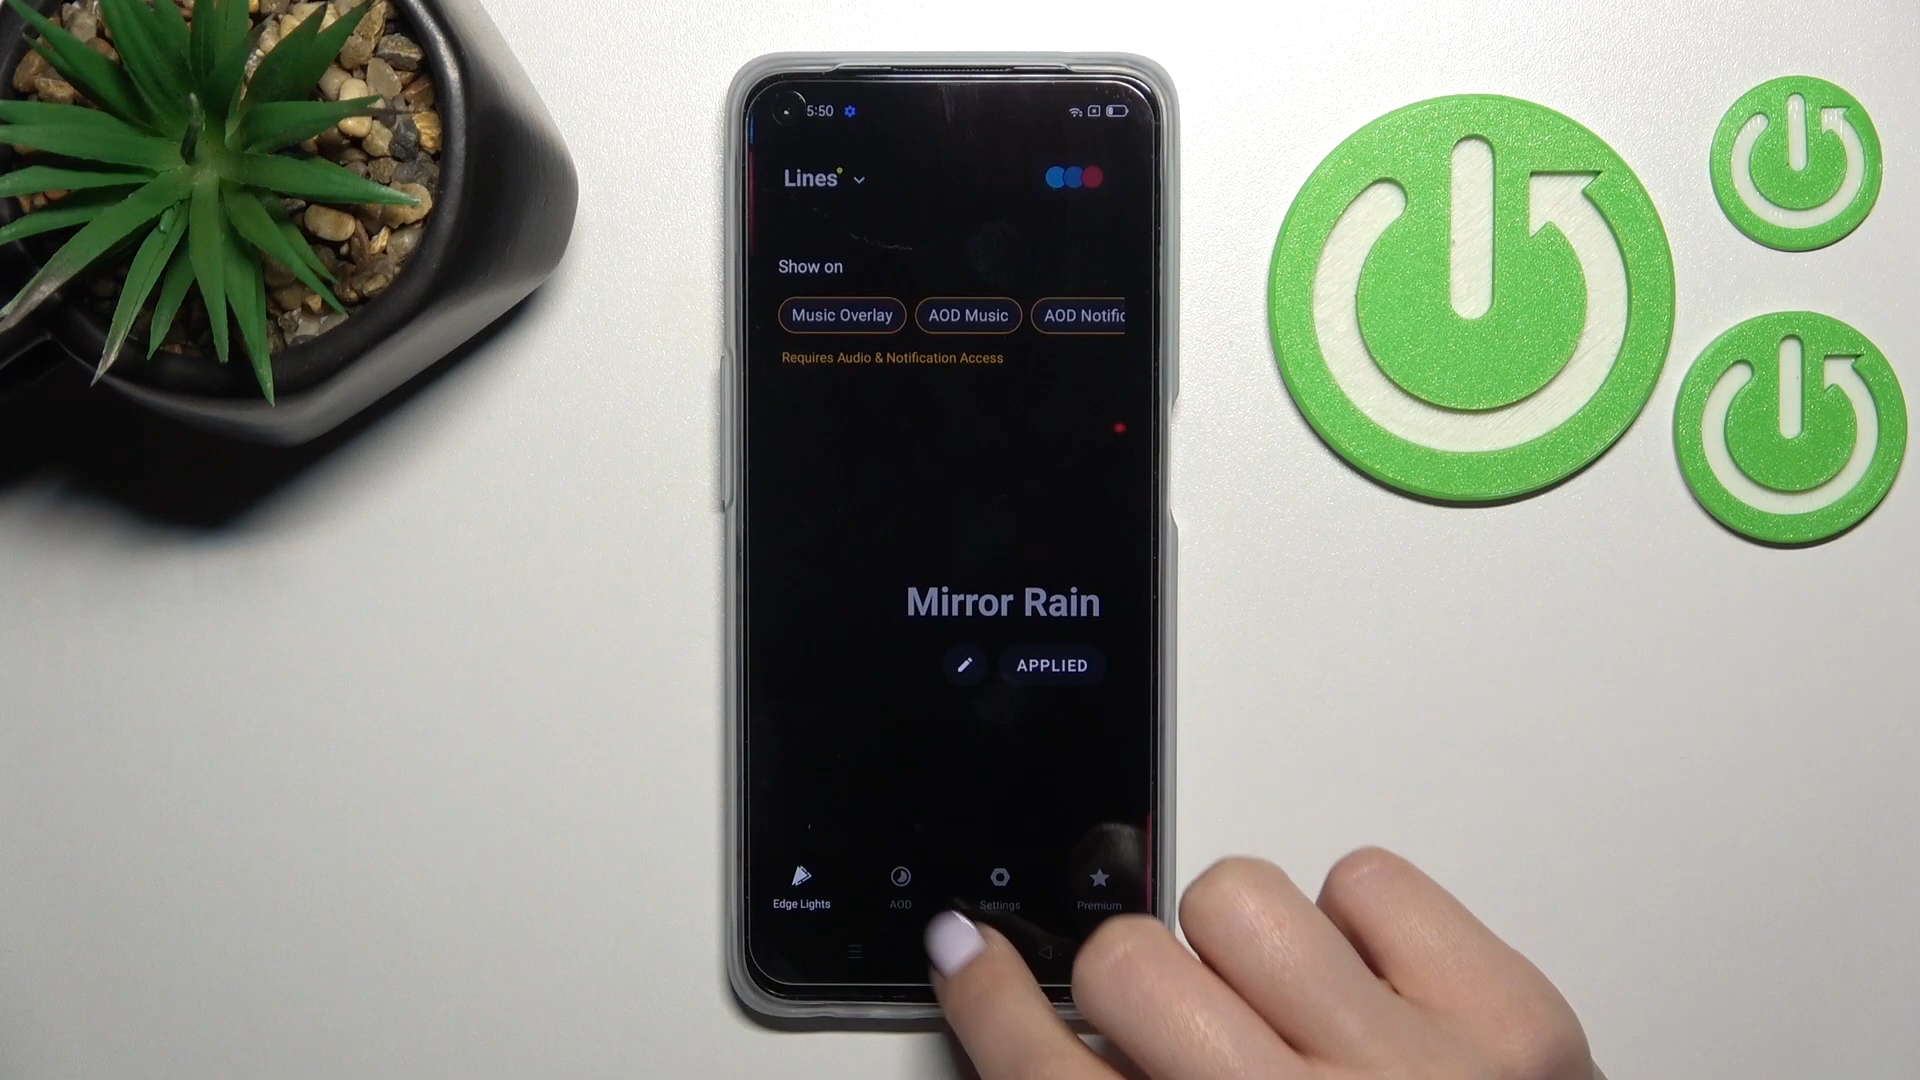 5:50
Lines
Show on
Music Overlay AOD Music AOD Notific
Requires Audio & Notification Access
Mirror Rain
APPLIED
Edge Lights AOD Settings Premium